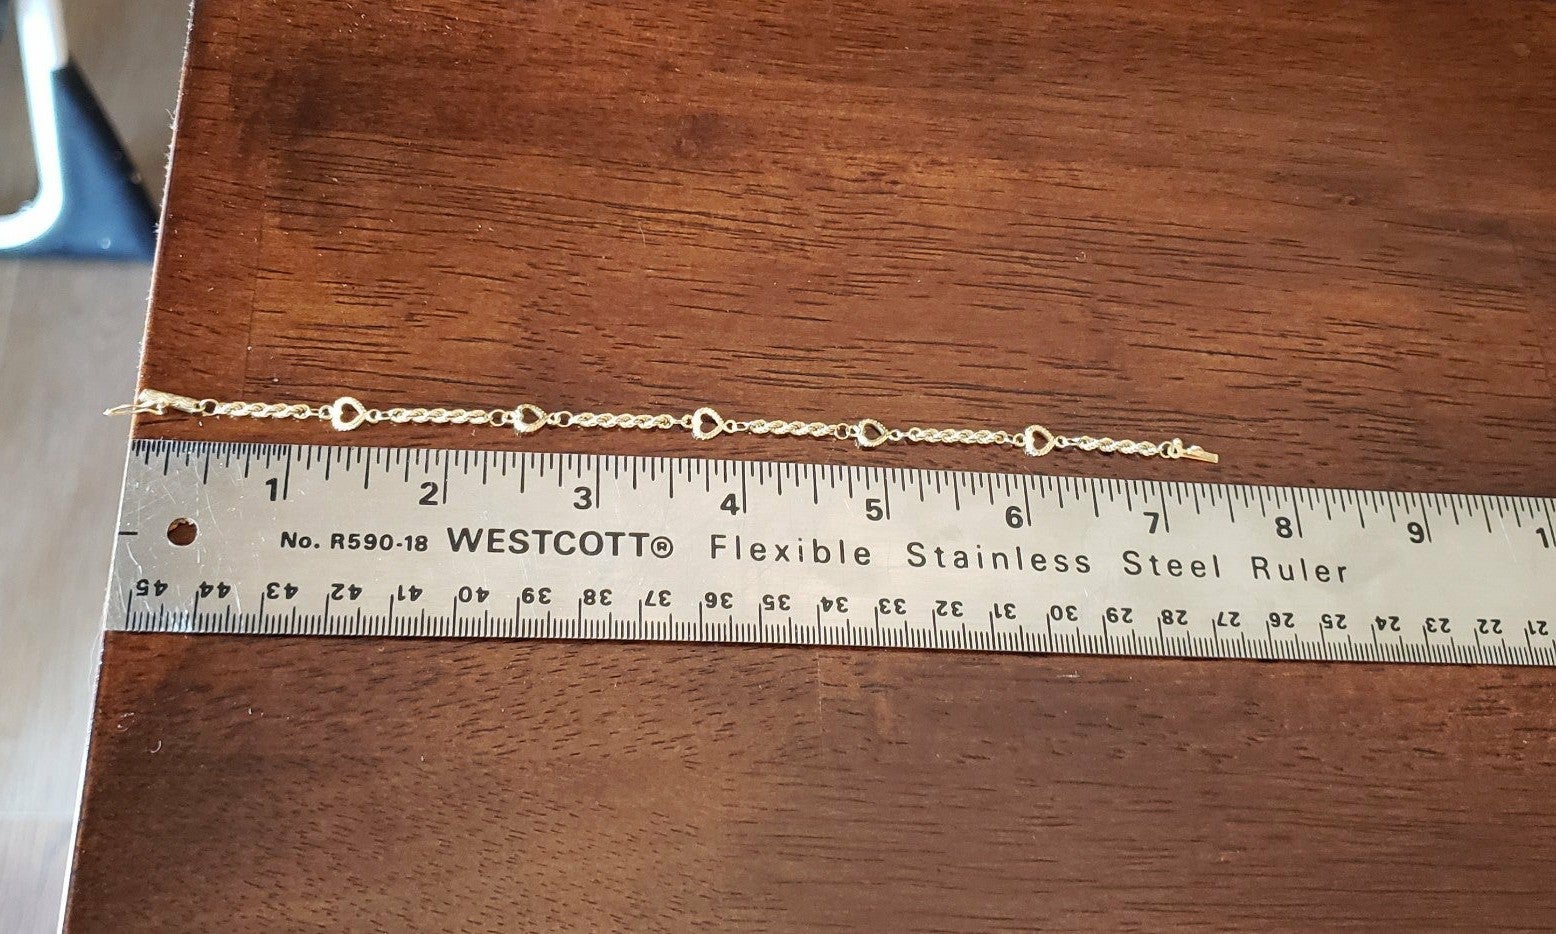 1 2 3 4 5 6 7 8 9 1
No. R590-18 WESTCOTT® Flexible Stainless Steel Ruler
45 44 43 42 41 40 39 38 37 36 35 34 33 32 31 30 29 28 27 26 25 24 23 22 21